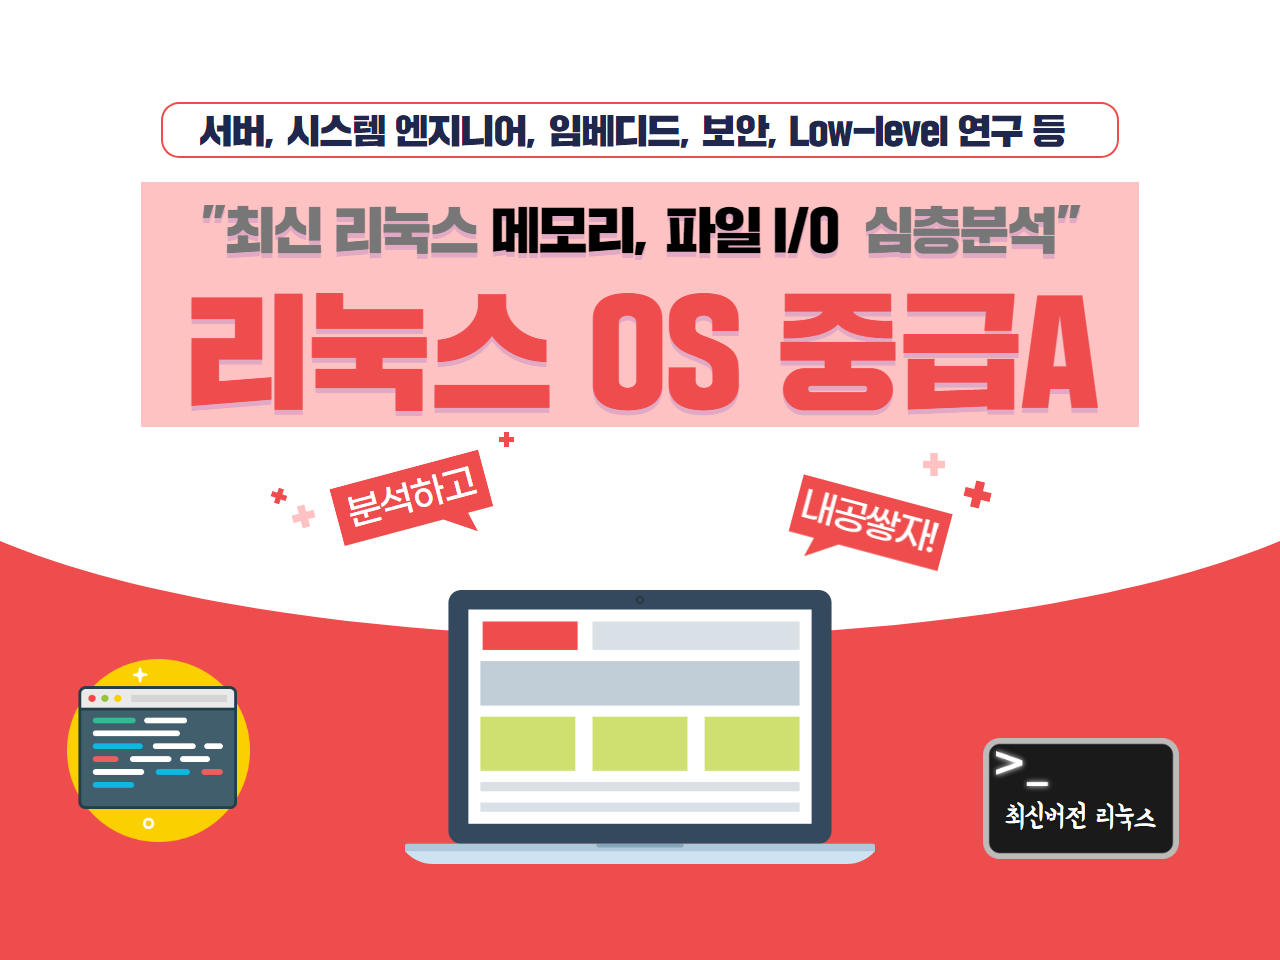 서버, 시스템 엔지니어, 임베디드, 보안, Low-level 연구 등
"최신 리눅스 메모리, 파일 I/O 심층분석"
리눅스 OS 중급A
분석하고
내공쌓자!
>_
최신버전 리눅스